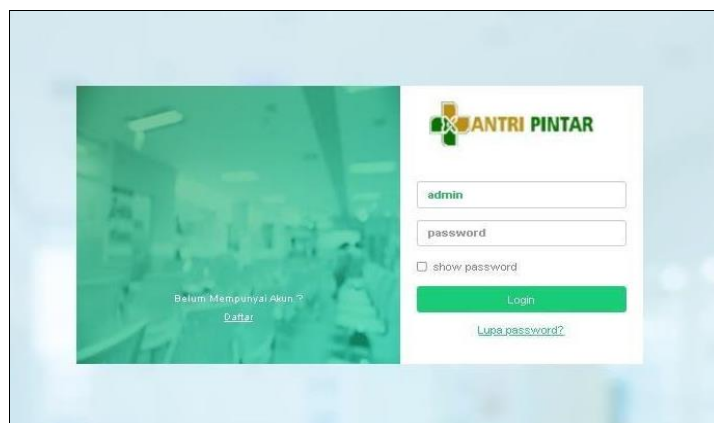 ANTRI PINTAR
admin
password
show password
Login
Lupa password?
Belum Mempunyai Akun ?
Daftar